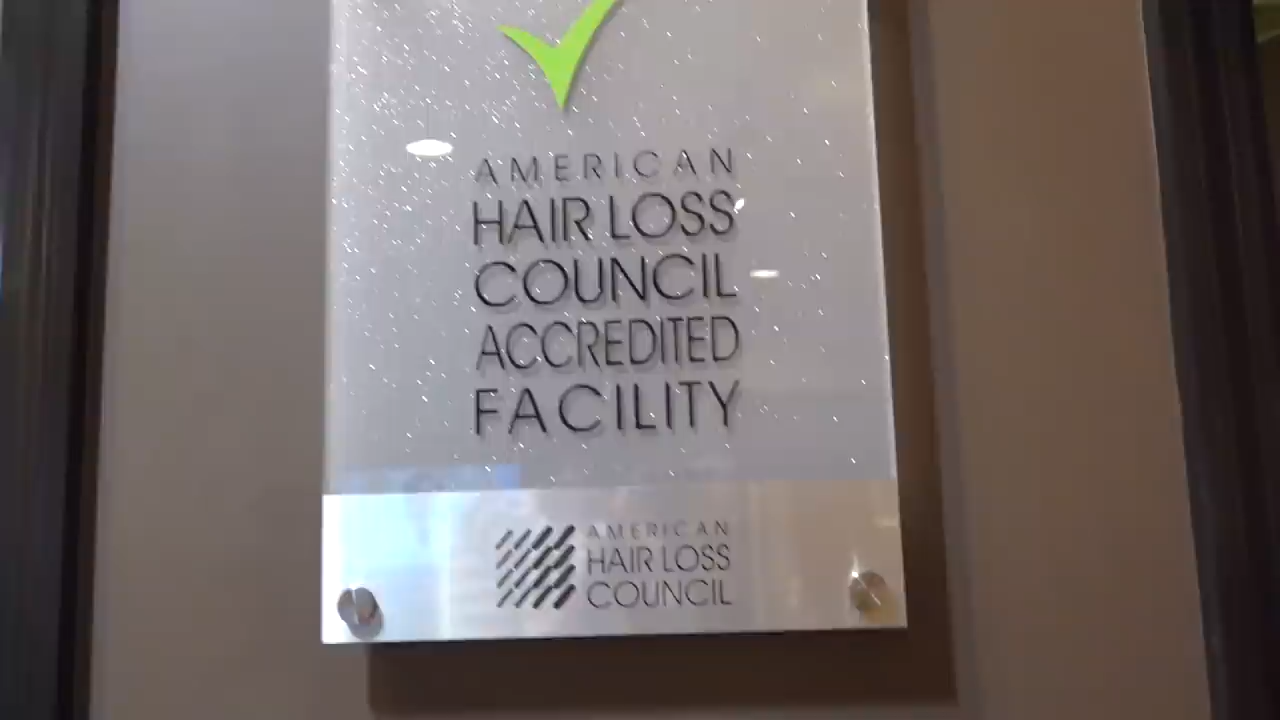 AMERICAN
HAIR LOSS
COUNCIL
ACCREDITED
FACILITY
AMERICAN
HAIR LOSS
COUNCIL